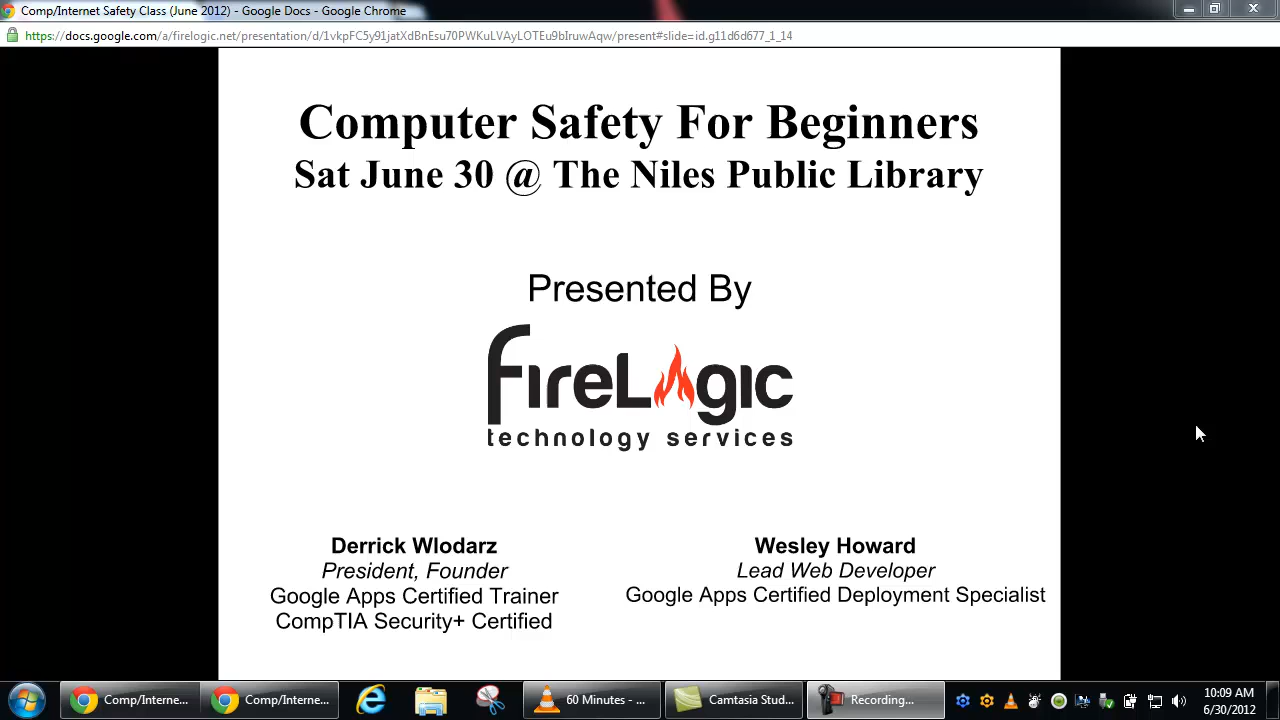 Comp/Internet Safety Class (June 2012) - Google Docs - Google Chrome
https://docs.google.com/a/firelogic.net/presentation/d/1vkpFC5y91jatXdBnEsu70PWKuLVAyLOTEu9bIruwAqw/present#slide=id.g11d6d677_1_14
Computer Safety For Beginners
Sat June 30 @ The Niles Public Library
Presented By
FireLogic
technology services
Derrick Wlodarz
President, Founder
Google Apps Certified Trainer
CompTIA Security+ Certified
Wesley Howard
Lead Web Developer
Google Apps Certified Deployment Specialist
Comp/Interne...
Comp/Interne...
60 Minutes - ...
Camtasia Stud...
Recording...
10:09 AM
6/30/2012